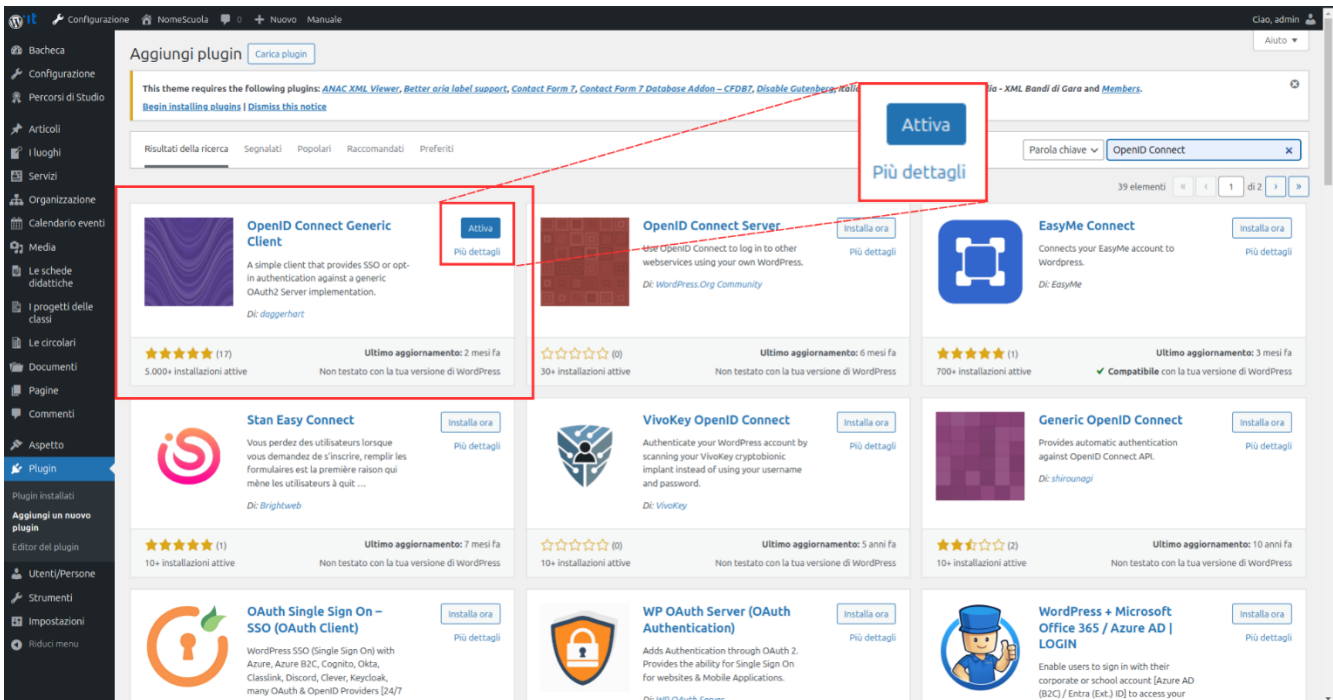 it Configurazione NomeScuola 0 + Nuovo Manuale Ciao, admin
Aiuto
Bacheca
Configurazione
Percorsi di Studio
Articoli
I luoghi
Servizi
Organizzazione
Calendario eventi
Media
Le schede
didattiche
I progetti delle
classi
Le circolari
Documenti
Pagine
Commenti
Aspetto
Plugin
Plugin installati
Aggiungi un nuovo
plugin
Editor del plugin
Utenti/Persone
Strumenti
Impostazioni
Riduci menu
Aggiungi plugin Carica plugin
This theme requires the following plugins: ANAC XML Viewer, Better aria label support, Contact Form 7, Contact Form 7 Database Addon – CFDB7, Disable Gutenberg, - XML Bandi di Gara and Members.
Begin installing plugins | Dismiss this notice
Attiva
Più dettagli
Risultati della ricerca Segnalati Popolari Raccomandati Preferiti
Parola chiave OpenID Connect
39 elementi « ‹ 1 di 2 › »
OpenID Connect Generic
Client
Attiva
Più dettagli
A simple client that provides SSO or opt-
in authentication against a generic
OAuth2 Server implementation.
Di: daggerhart
(17)
Ultimo aggiornamento: 2 mesi fa
5.000+ installazioni attive
Non testato con la tua versione di WordPress
OpenID Connect Server
Installa ora
Più dettagli
Use OpenID Connect to log in to other
webservices using your own WordPress.
Di: WordPress.Org Community
(0)
Ultimo aggiornamento: 6 mesi fa
30+ installazioni attive
Non testato con la tua versione di WordPress
EasyMe Connect
Installa ora
Più dettagli
Connects your EasyMe account to
Wordpress.
Di: EasyMe
(1)
Ultimo aggiornamento: 3 mesi fa
700+ installazioni attive
Compatibile con la tua versione di WordPress
Stan Easy Connect
Installa ora
Più dettagli
Vous perdez des utilisateurs lorsque
vous demandez de s'inscrire, remplir les
formulaires est la première raison qui
mène les utilisateurs à quit …
Di: Brightweb
(1)
Ultimo aggiornamento: 7 mesi fa
10+ installazioni attive
Non testato con la tua versione di WordPress
VivoKey OpenID Connect
Installa ora
Più dettagli
Authenticate your WordPress account by
scanning your VivoKey cryptobionic
implant instead of using your username
and password.
Di: VivoKey
(0)
Ultimo aggiornamento: 5 anni fa
10+ installazioni attive
Non testato con la tua versione di WordPress
Generic OpenID Connect
Installa ora
Più dettagli
Provides automatic authentication
against OpenID Connect API.
Di: shirounagi
(2)
Ultimo aggiornamento: 10 anni fa
10+ installazioni attive
Non testato con la tua versione di WordPress
OAuth Single Sign On –
SSO (OAuth Client)
Installa ora
Più dettagli
WordPress SSO (Single Sign On) with
Azure, Azure B2C, Cognito, Okta,
Classlink, Discord, Clever, Keycloak,
many OAuth & OpenID Providers [24/7
WP OAuth Server (OAuth
Authentication)
Installa ora
Più dettagli
Adds Authentication through OAuth 2.
Provides the ability for Single Sign On
for websites & Mobile Applications.
Di: WP OAuth Server
WordPress + Microsoft
Office 365 / Azure AD |
LOGIN
Installa ora
Più dettagli
Enable users to sign in with their
corporate or school account [Azure AD
(B2C) / Entra (Ext.) ID] to access your